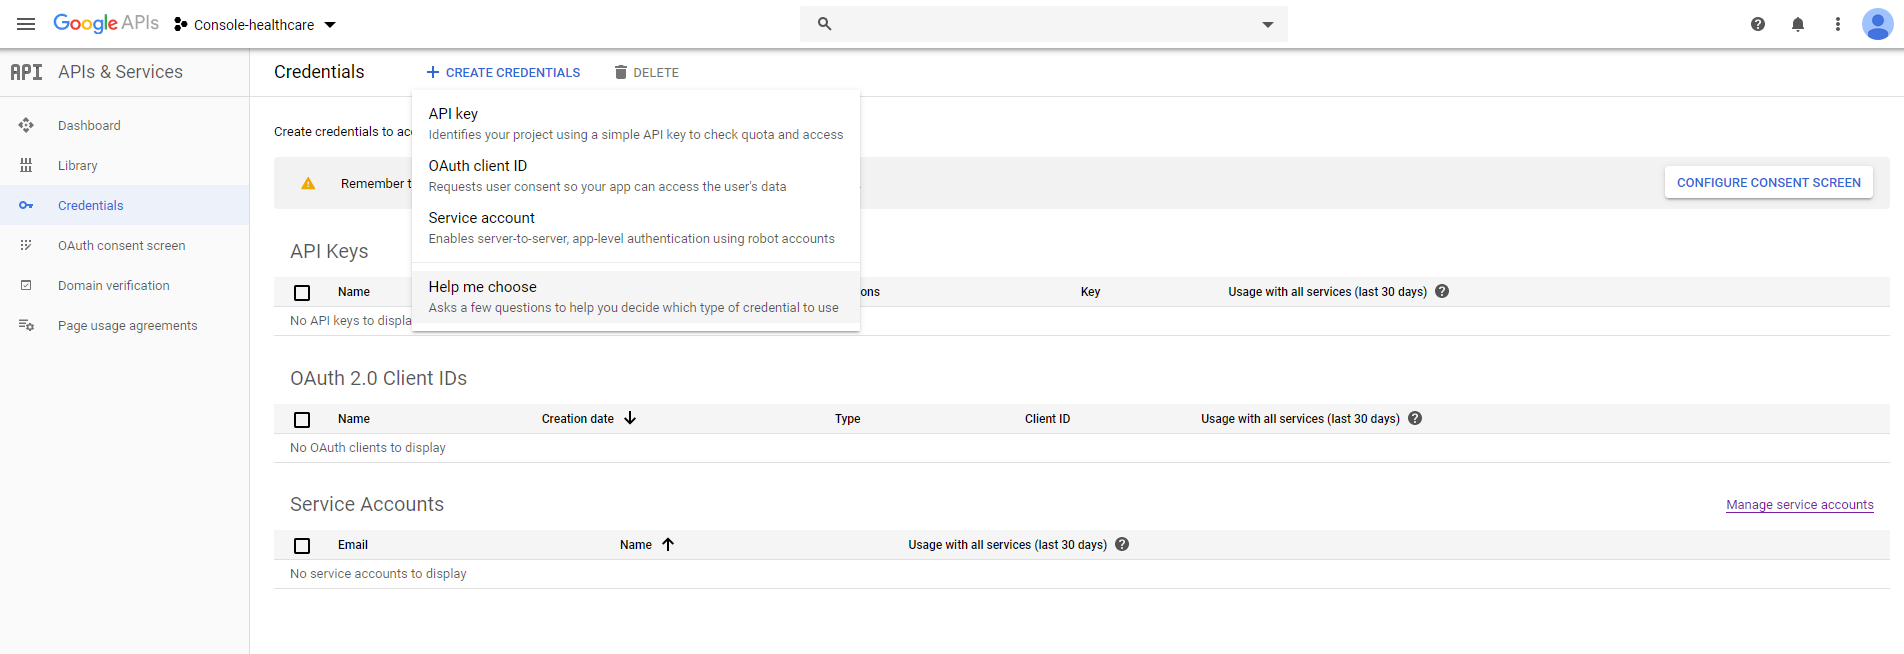 Google APIs
Console-healthcare
API APIs & Services
Credentials
CREATE CREDENTIALS
DELETE
Dashboard
Library
Credentials
OAuth consent screen
Domain verification
Page usage agreements
Create credentials to acc
API key
Identifies your project using a simple API key to check quota and access
OAuth client ID
Requests user consent so your app can access the user's data
Service account
Enables server-to-server, app-level authentication using robot accounts
Help me choose
Asks a few questions to help you decide which type of credential to use
Remember t
CONFIGURE CONSENT SCREEN
API Keys
Name ons Key Usage with all services (last 30 days)
No API keys to displa
OAuth 2.0 Client IDs
Name Creation date Type Client ID Usage with all services (last 30 days)
No OAuth clients to display
Service Accounts
Manage service accounts
Email Name Usage with all services (last 30 days)
No service accounts to display